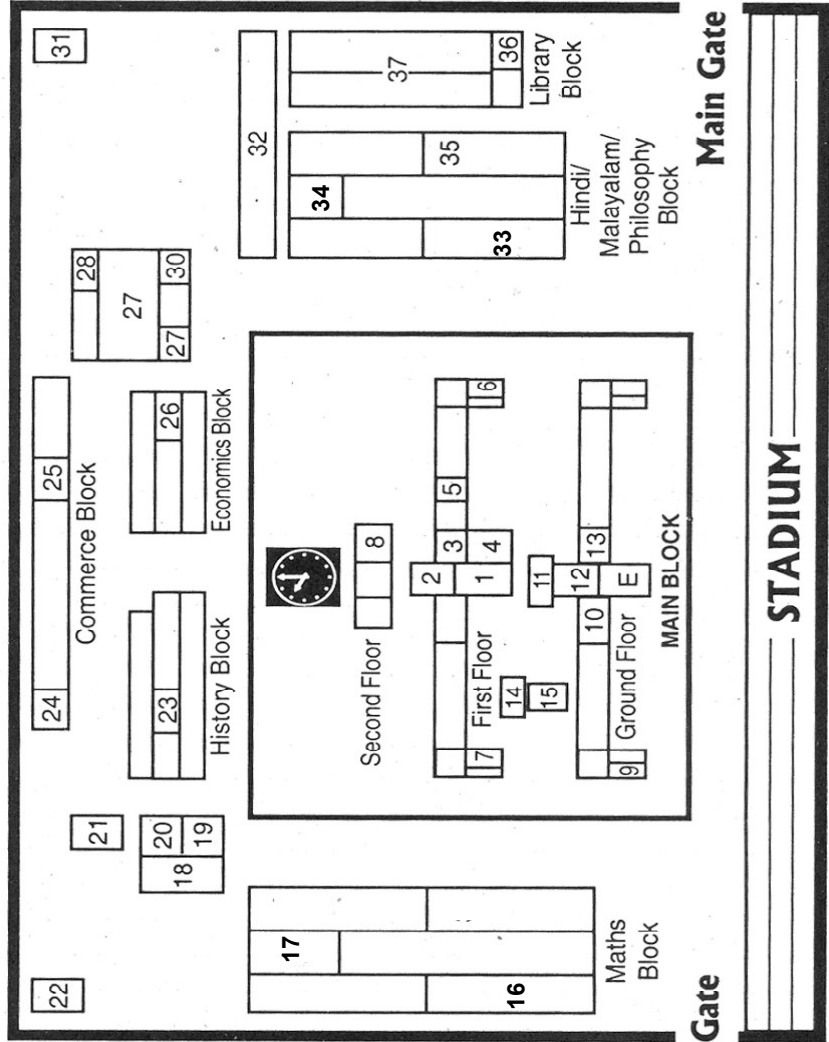 22
24
25
31
21
Commerce Block
28
27
20
23
26
18
19
27
30
History Block
Economics Block
32
17
34
Second Floor
8
37
2
3
5
35
7
First Floor
1
4
6
16
14
33
36
15
11
Library
Block
12
10
13
Hindi/
Malayalam/
Philosophy
Block
Maths
Block
9
Ground Floor
E
MAIN BLOCK
Gate
Main Gate
STADIUM